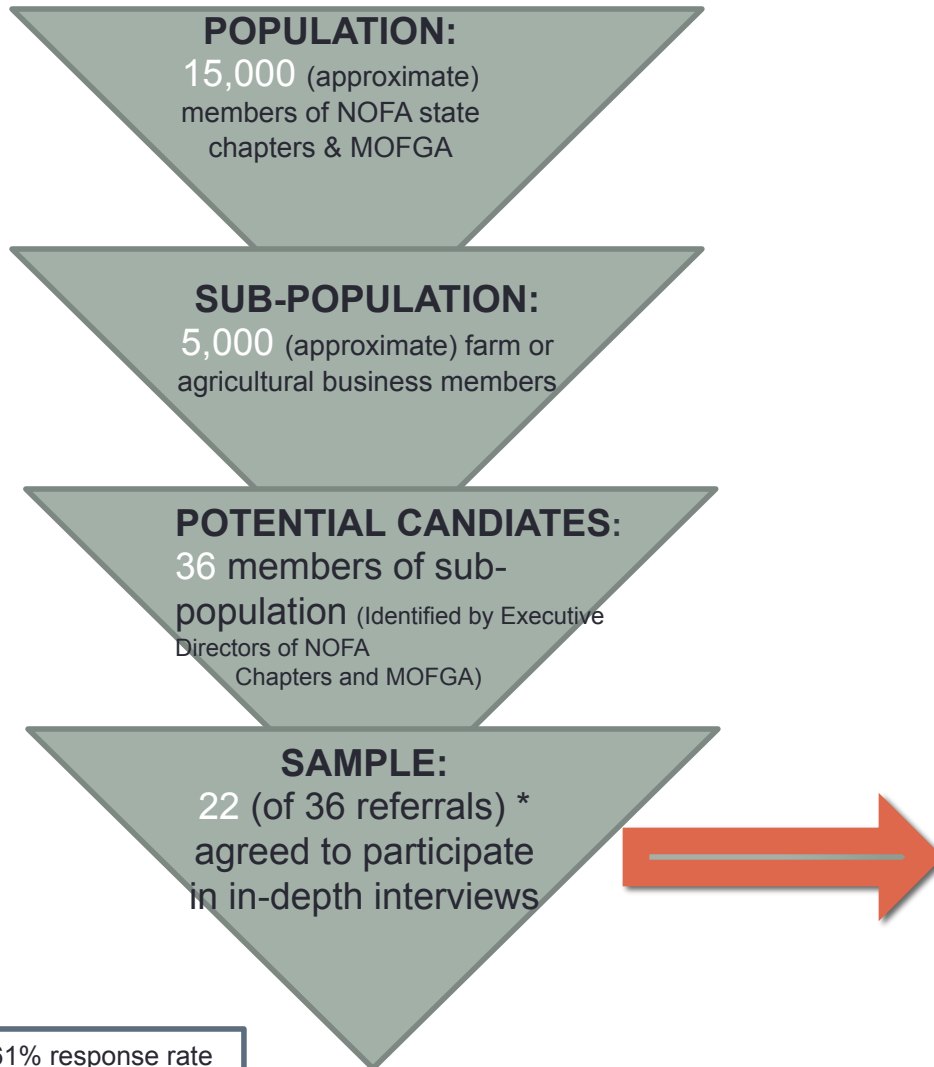 POPULATION:
15,000 (approximate)
members of NOFA state
chapters & MOFGA
SUB-POPULATION:
5,000 (approximate) farm or
agricultural business members
POTENTIAL CANDIATES:
36 members of sub-
population (Identified by Executive
Directors of NOFA
Chapters and MOFGA)
SAMPLE:
22 (of 36 referrals) *
agreed to participate
in in-depth interviews
61% response rate